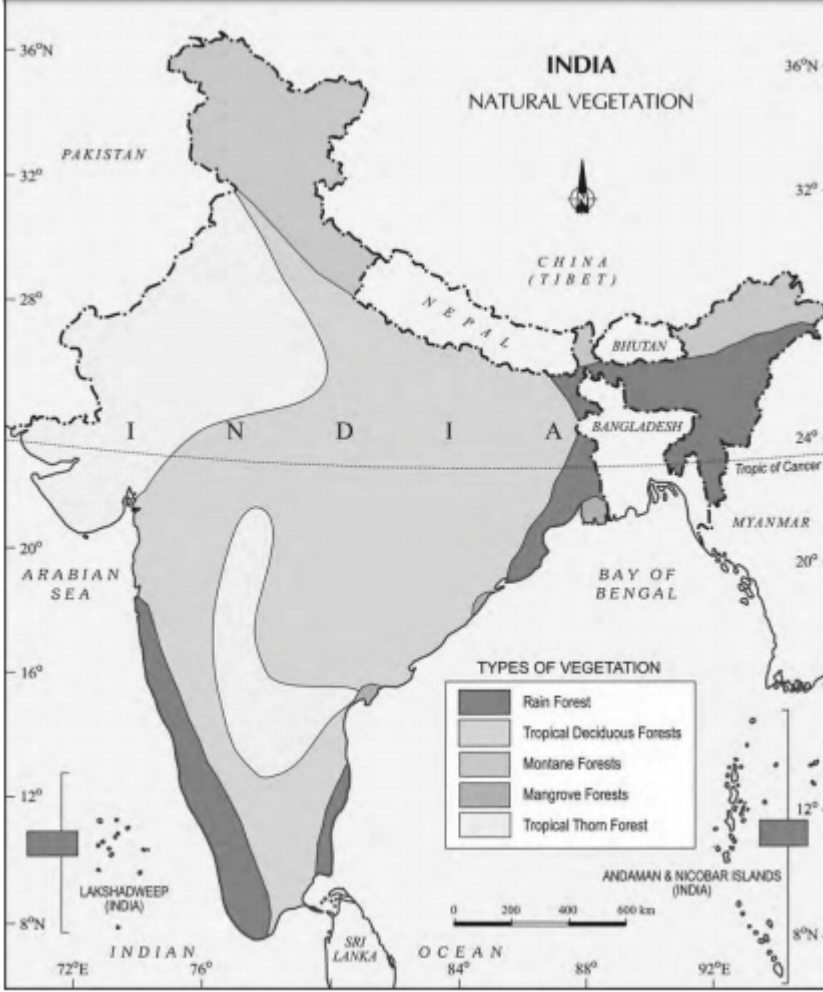 INDIA
NATURAL VEGETATION
36°N
36°N
PAKISTAN
32°
32°
N
CHINA
(TIBET)
28°
28°
NEPAL
BHUTAN
I N D I A
BANGLADESH
24°
Tropic of Cancer
MYANMAR
20°
20°
ARABIAN
SEA
BAY OF
BENGAL
16°
TYPES OF VEGETATION
Rain Forest
Tropical Deciduous Forests
Montane Forests
Mangrove Forests
Tropical Thorn Forest
12°
12°
LAKSHADWEEP
(INDIA)
ANDAMAN & NICOBAR ISLANDS
(INDIA)
0 200 400 600 km
8°N
8°N
INDIAN OCEAN
SRI
LANKA
72°E
76°
84°
88°
92°E